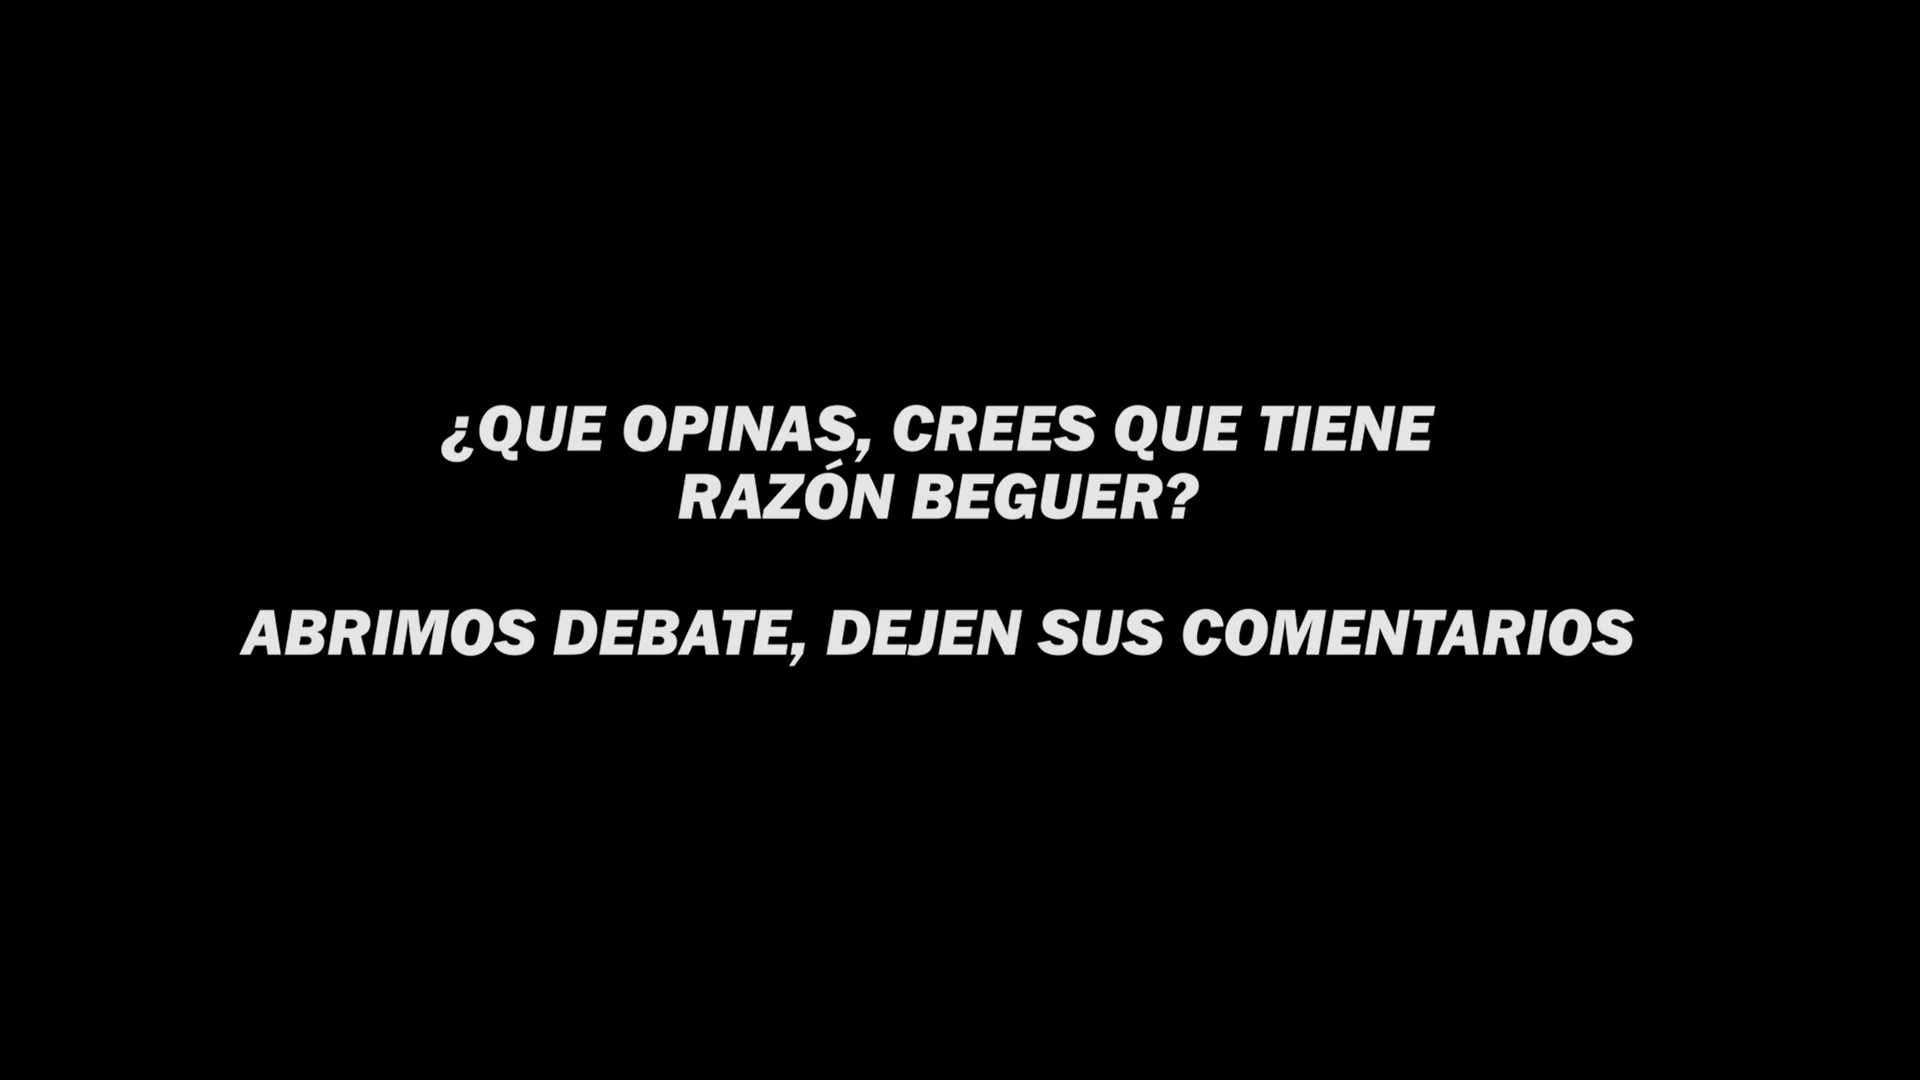 ¿QUE OPINAS, CREES QUE TIENE
RAZÓN BEGUER?
ABRIMOS DEBATE, DEJEN SUS COMENTARIOS